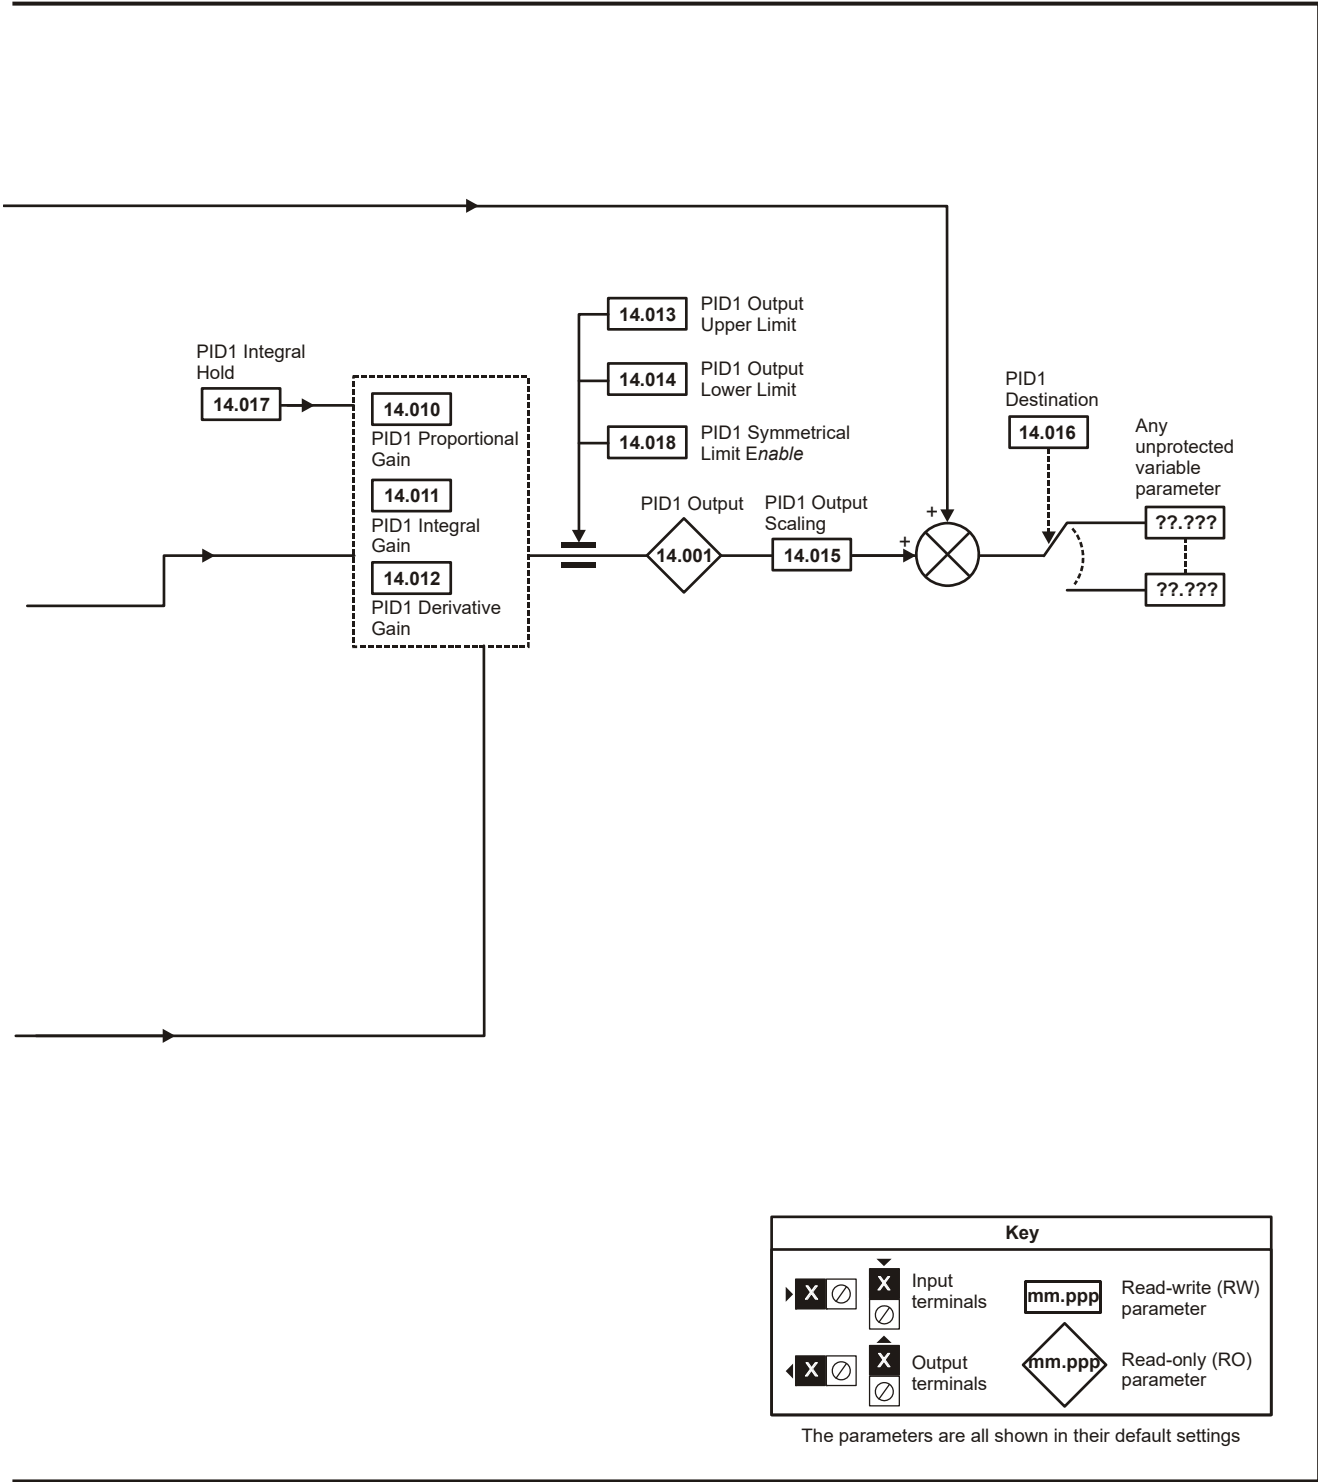 PID1 Integral
Hold
14.017
14.010
PID1 Proportional
Gain
14.011
PID1 Integral
Gain
14.012
PID1 Derivative
Gain
14.013
PID1 Output
Upper Limit
14.014
PID1 Output
Lower Limit
14.018
PID1 Symmetrical
Limit Enable
PID1 Output
14.001
PID1 Output
Scaling
14.015
+
+
PID1
Destination
14.016
Any
unprotected
variable
parameter
??.???
??.???
Key
X
X
Input
terminals
mm.ppp
Read-write (RW)
parameter
X
X
Output
terminals
mm.ppp
Read-only (RO)
parameter
The parameters are all shown in their default settings